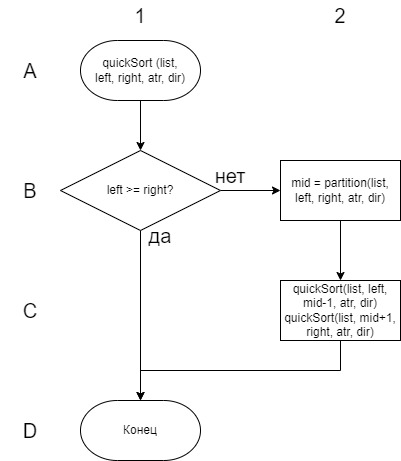 1
2
A
quickSort (list,
left, right, atr, dir)
B
left >= right?
нет
mid = partition(list,
left, right, atr, dir)
да
C
quickSort(list, left,
mid-1, atr, dir)
quickSort(list, mid+1,
right, atr, dir)
D
Конец